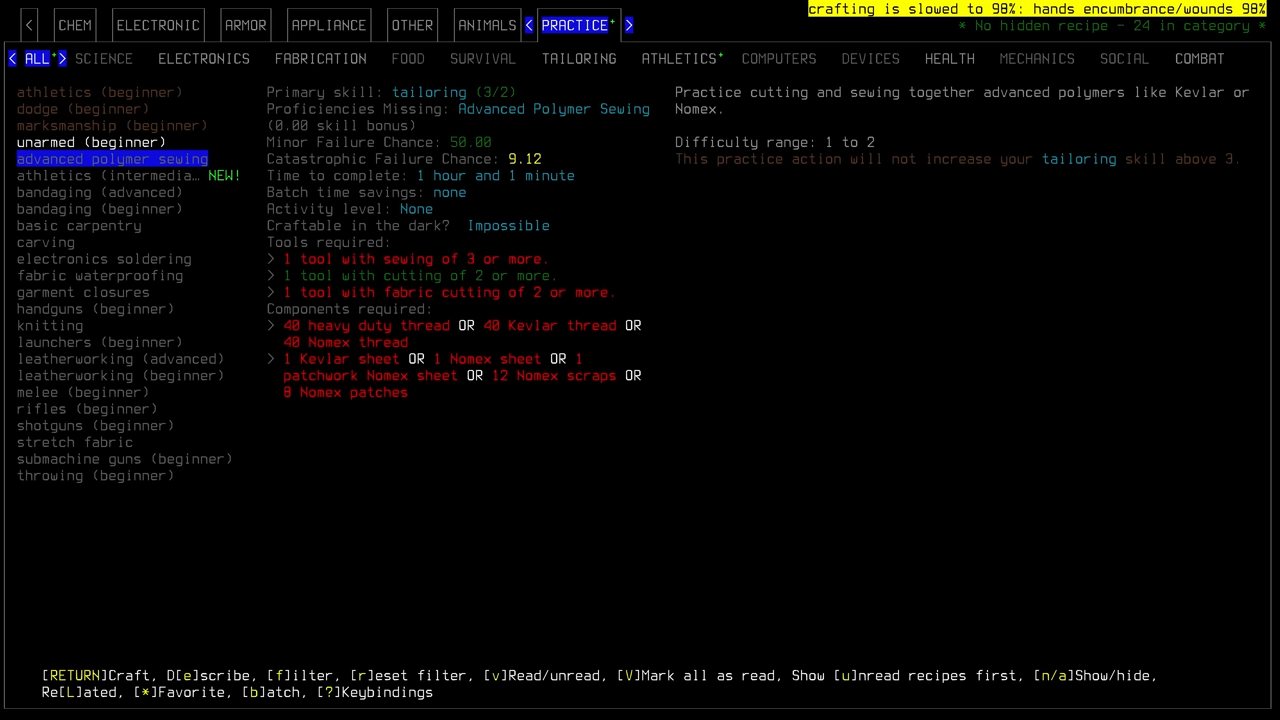 crafting is slowed to 98%: hands encumbrance/wounds 98%
< CHEM ELECTRONIC ARMOR APPLIANCE OTHER ANIMALS < PRACTICE⁺ >
* No hidden recipe - 24 in category *
< ALL⁺> SCIENCE ELECTRONICS FABRICATION FOOD SURVIVAL TAILORING ATHLETICS⁺ COMPUTERS DEVICES HEALTH MECHANICS SOCIAL COMBAT
athletics (beginner)
dodge (beginner)
marksmanship (beginner)
unarmed (beginner)
advanced polymer sewing
athletics (intermedia… NEW!
bandaging (advanced)
bandaging (beginner)
basic carpentry
carving
electronics soldering
fabric waterproofing
garment closures
handguns (beginner)
knitting
launchers (beginner)
leatherworking (advanced)
leatherworking (beginner)
melee (beginner)
rifles (beginner)
shotguns (beginner)
stretch fabric
submachine guns (beginner)
throwing (beginner)
Primary skill: tailoring (3/2)
Proficiencies Missing: Advanced Polymer Sewing
(0.00 skill bonus)
Minor Failure Chance: 50.00
Catastrophic Failure Chance: 9.12
Time to complete: 1 hour and 1 minute
Batch time savings: none
Activity level: None
Craftable in the dark? Impossible
Tools required:
> 1 tool with sewing of 3 or more.
> 1 tool with cutting of 2 or more.
> 1 tool with fabric cutting of 2 or more.
Components required:
> 40 heavy duty thread OR 40 Kevlar thread OR
40 Nomex thread
> 1 Kevlar sheet OR 1 Nomex sheet OR 1
patchwork Nomex sheet OR 12 Nomex scraps OR
8 Nomex patches
Practice cutting and sewing together advanced polymers like Kevlar or
Nomex.
Difficulty range: 1 to 2
This practice action will not increase your tailoring skill above 3.
[RETURN]Craft, D[e]scribe, [f]ilter, [r]eset filter, [v]Read/unread, [V]Mark all as read, Show [u]nread recipes first, [n/a]Show/hide,
Re[L]ated, [*]Favorite, [b]atch, [?]Keybindings